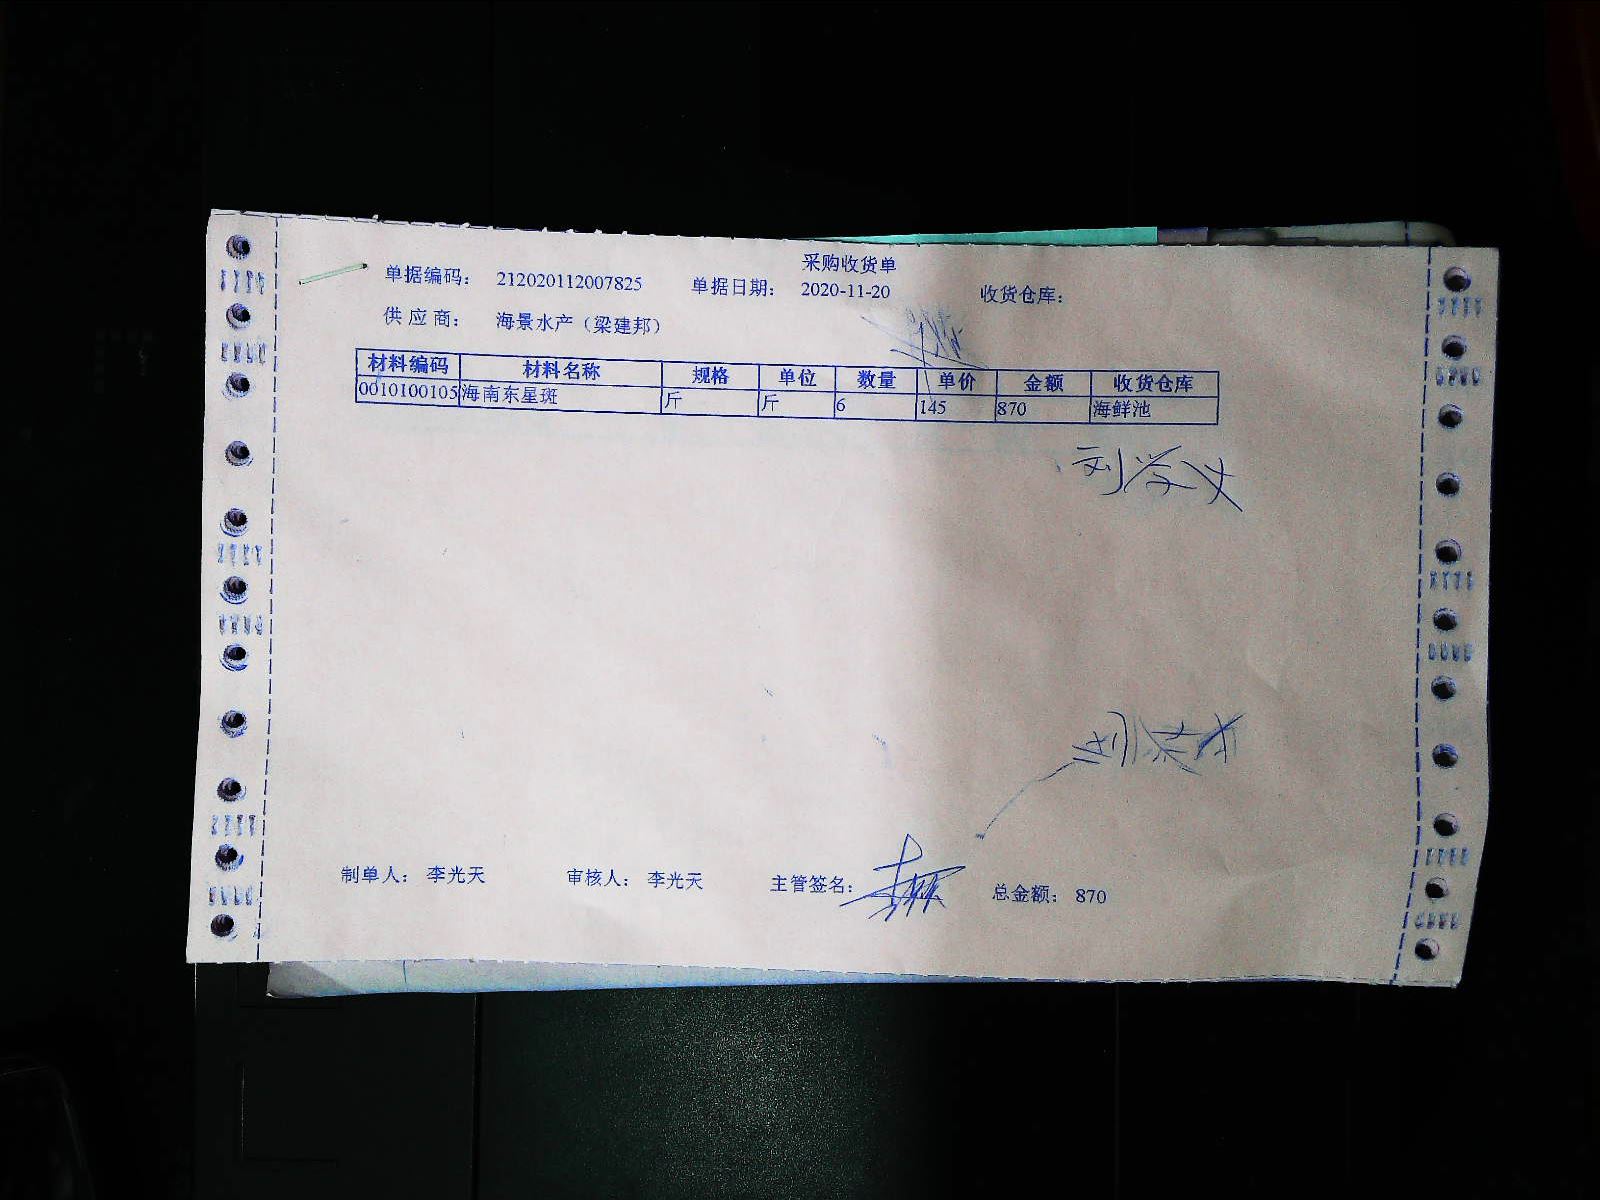 采购收货单
单据编码： 212020112007825 单据日期： 2020-11-20 收货仓库：
供 应 商： 海景水产（梁建邦）
材料编码 材料名称 规格 单位 数量 单价 金额 收货仓库
0010100105 海南东星斑 斤 斤 6 145 870 海鲜池
刘学义
制单人： 李光天 审核人： 李光天 主管签名： 总金额： 870